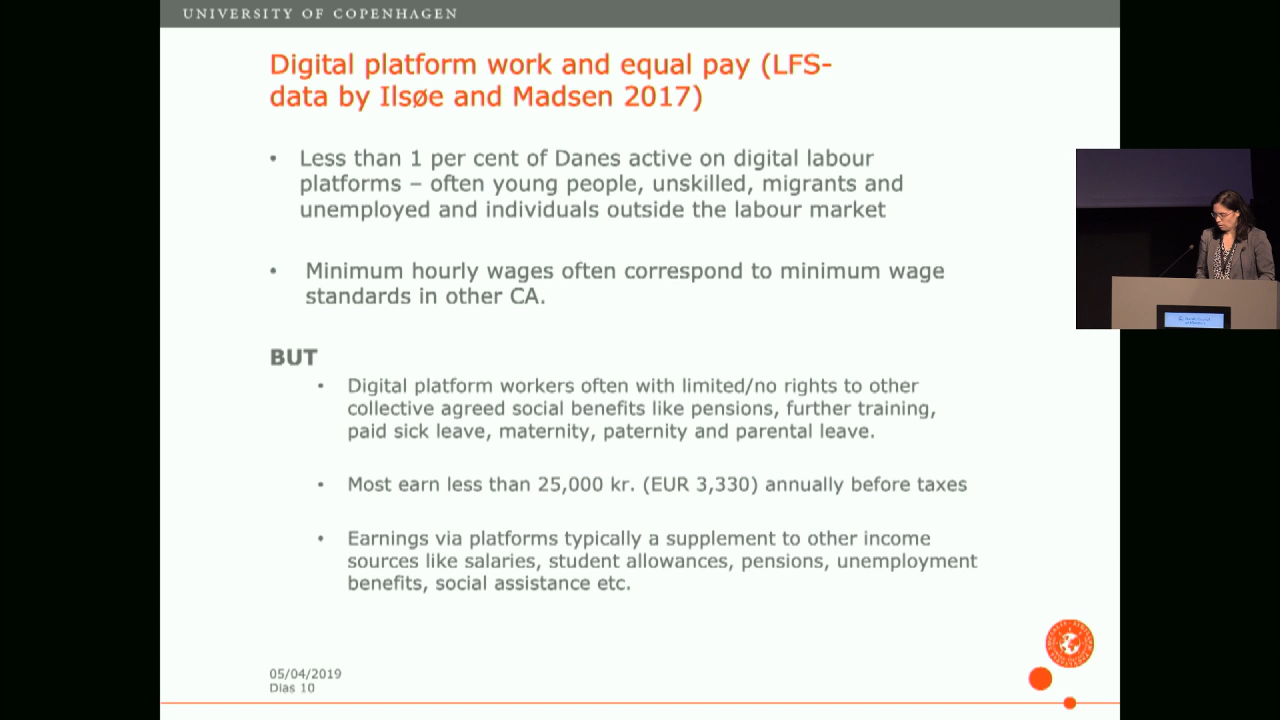 UNIVERSITY OF COPENHAGEN
Digital platform work and equal pay (LFS-
data by Ilsøe and Madsen 2017)
• Less than 1 per cent of Danes active on digital labour
platforms – often young people, unskilled, migrants and
unemployed and individuals outside the labour market
• Minimum hourly wages often correspond to minimum wage
standards in other CA.
BUT
• Digital platform workers often with limited/no rights to other
collective agreed social benefits like pensions, further training,
paid sick leave, maternity, paternity and parental leave.
• Most earn less than 25,000 kr. (EUR 3,330) annually before taxes
• Earnings via platforms typically a supplement to other income
sources like salaries, student allowances, pensions, unemployment
benefits, social assistance etc.
05/04/2019
Dias 10